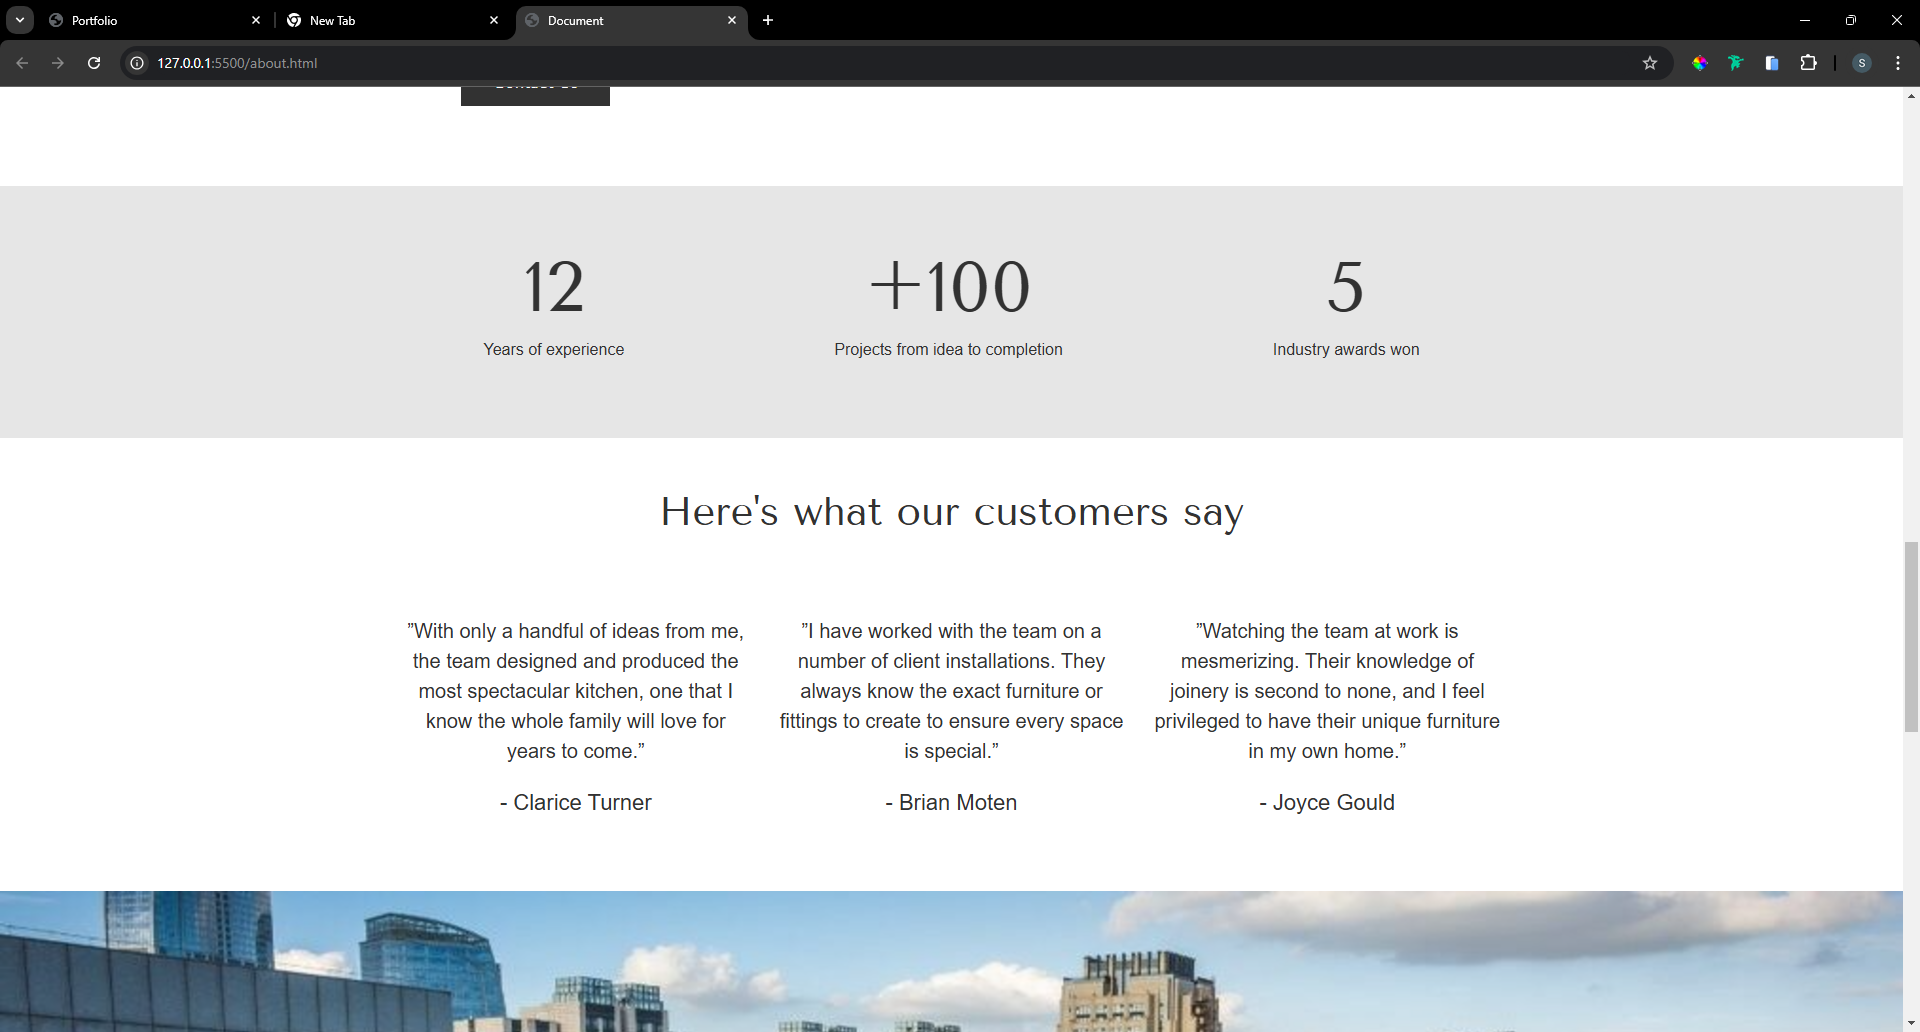 Portfolio
New Tab
Document
127.0.0.1:5500/about.html
S
Contact Us
12
+100
5
Years of experience
Projects from idea to completion
Industry awards won
Here's what our customers say
”With only a handful of ideas from me,
the team designed and produced the
most spectacular kitchen, one that I
know the whole family will love for
years to come.”
- Clarice Turner
”I have worked with the team on a
number of client installations. They
always know the exact furniture or
fittings to create to ensure every space
is special.”
- Brian Moten
”Watching the team at work is
mesmerizing. Their knowledge of
joinery is second to none, and I feel
privileged to have their unique furniture
in my own home.”
- Joyce Gould